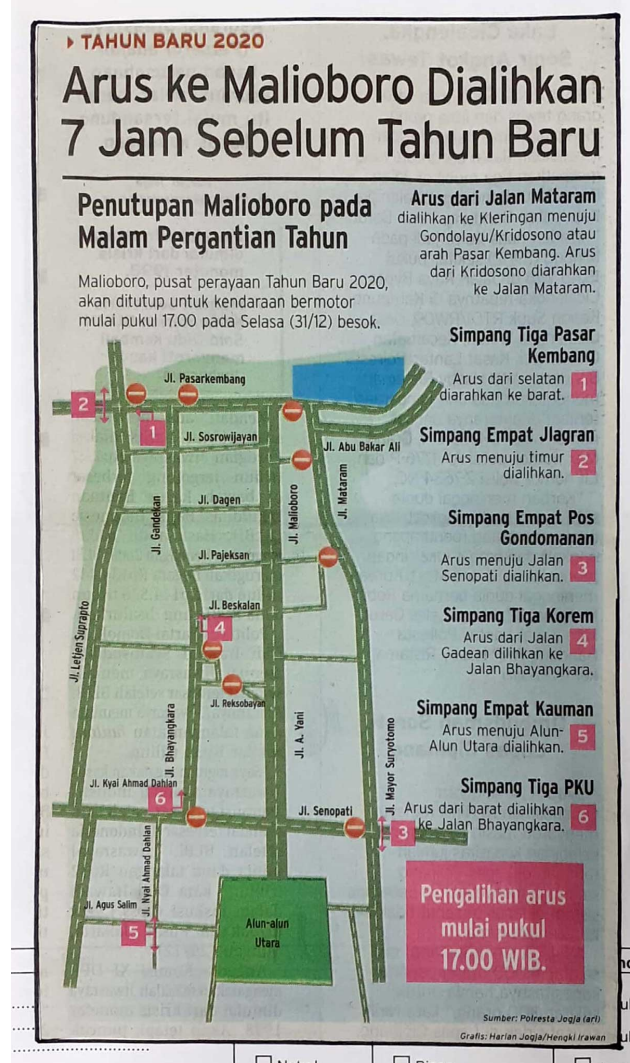 TAHUN BARU 2020
Arus ke Malioboro Dialihkan
7 Jam Sebelum Tahun Baru
Penutupan Malioboro pada
Malam Pergantian Tahun
Malioboro, pusat perayaan Tahun Baru 2020,
akan ditutup untuk kendaraan bermotor
mulai pukul 17.00 pada Selasa (31/12) besok.
Arus dari Jalan Mataram
dialihkan ke Kleringan menuju
Gondolayu/Kridosono atau
arah Pasar Kembang. Arus
dari Kridosono diarahkan
ke Jalan Mataram.
Simpang Tiga Pasar
Kembang
Arus dari selatan
diarahkan ke barat.
1
Simpang Empat Jlagran
Arus menuju timur
dialihkan.
2
Simpang Empat Pos
Gondomanan
Arus menuju Jalan
Senopati dialihkan.
3
Simpang Tiga Korem
Arus dari Jalan
Gadean dilihkan ke
Jalan Bhayangkara.
4
Simpang Empat Kauman
Arus menuju Alun-
Alun Utara dialihkan.
5
Simpang Tiga PKU
Arus dari barat dialihkan
ke Jalan Bhayangkara.
6
Jl. Pasarkembang
2
1
Jl. Sosrowijayan
Jl. Abu Bakar Ali
Jl. Dagen
Jl. Gandekan
Jl. Malioboro
Jl. Mataram
Jl. Pajeksan
Jl. Beskalan
4
Jl. Letjen Suprapto
Jl. Reksobayan
Jl. Bhayangkara
Jl. A. Yani
Jl. Mayor Suryotomo
Jl. Kyai Ahmad Dahlan
6
Jl. Senopati
3
Jl. Nyai Ahmad Dahlan
Jl. Agus Salim
5
Alun-alun
Utara
Pengalihan arus
mulai pukul
17.00 WIB.
Sumber: Polresta Jogja (ari)
Grafis: Harian Jogja/Hengki Irawan